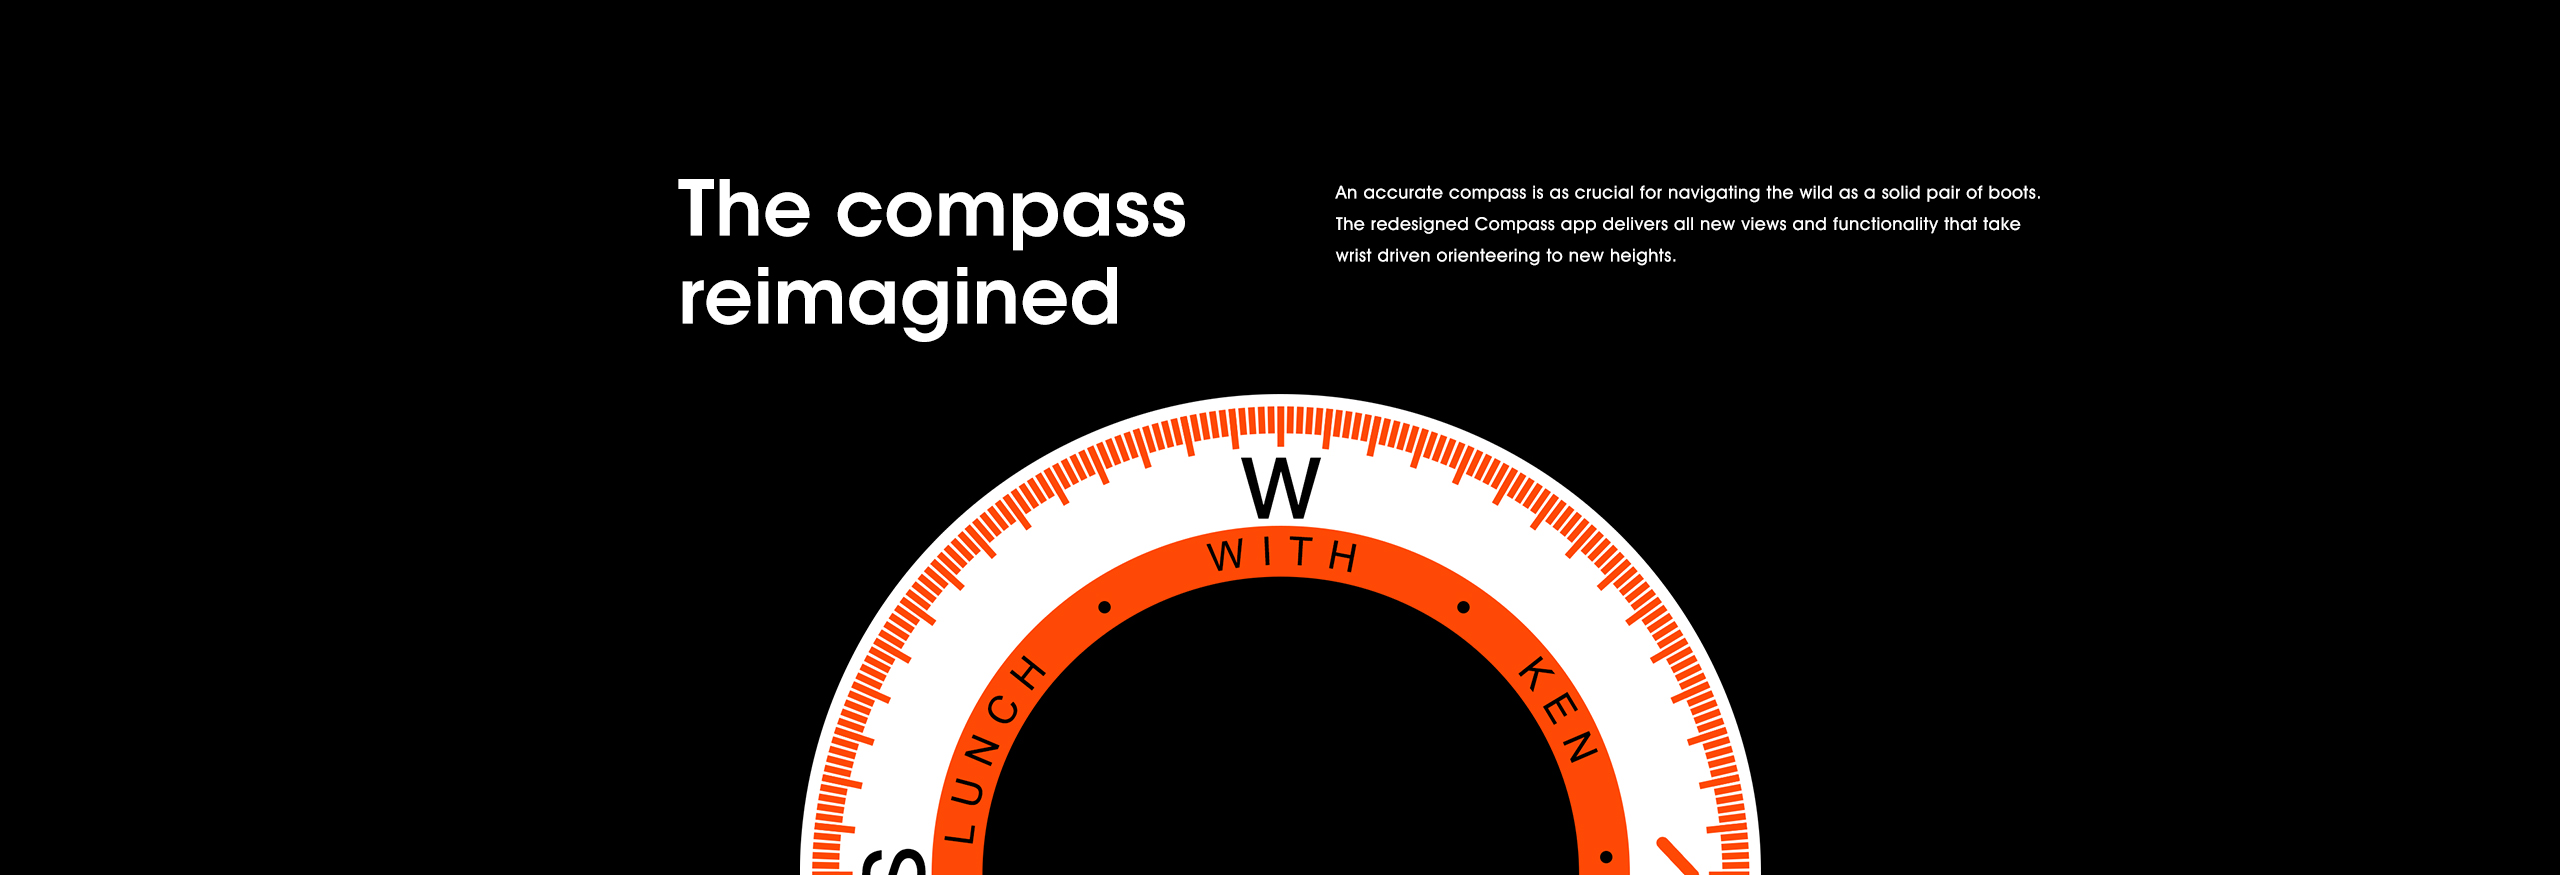 The compass
reimagined
An accurate compass is as crucial for navigating the wild as a solid pair of boots.
The redesigned Compass app delivers all new views and functionality that take
wrist driven orienteering to new heights.
W
LUNCH • WITH • KEN •
S